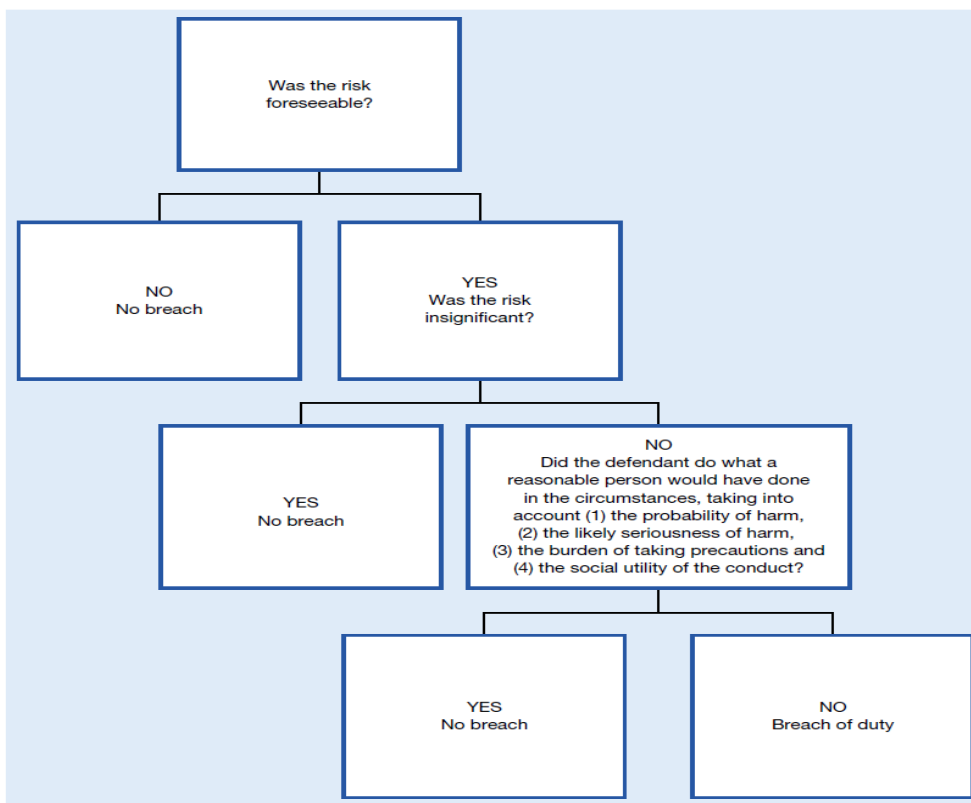 Was the risk
foreseeable?
NO
No breach
YES
Was the risk
insignificant?
YES
No breach
NO
Did the defendant do what a
reasonable person would have done
in the circumstances, taking into
account (1) the probability of harm,
(2) the likely seriousness of harm,
(3) the burden of taking precautions and
(4) the social utility of the conduct?
YES
No breach
NO
Breach of duty